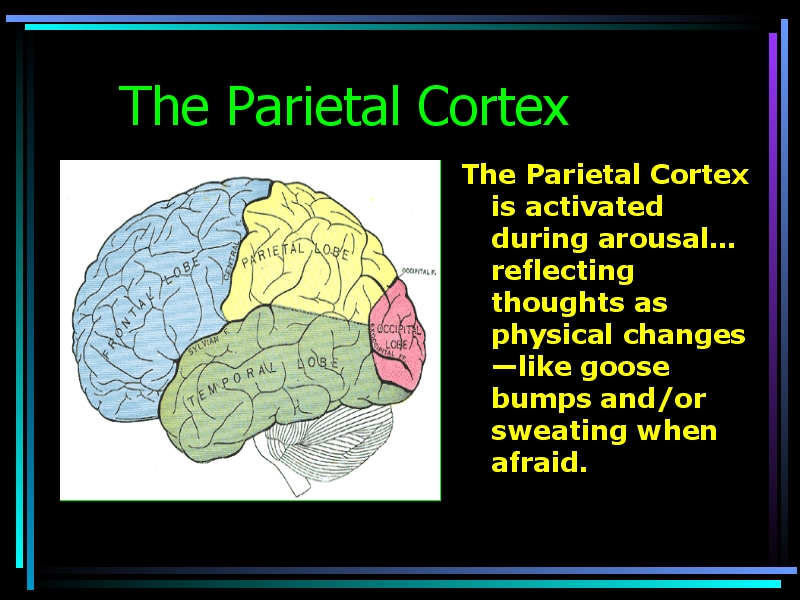 The Parietal Cortex
The Parietal Cortex
is activated
during arousal...
reflecting
thoughts as
physical changes
—like goose
bumps and/or
sweating when
afraid.
FRONTAL LOBE
CENTRAL F.
PARIETAL LOBE
OCCIPITAL F.
OCCIPITAL
LOBE
SYLVIAN F.
TEMPORAL LOBE